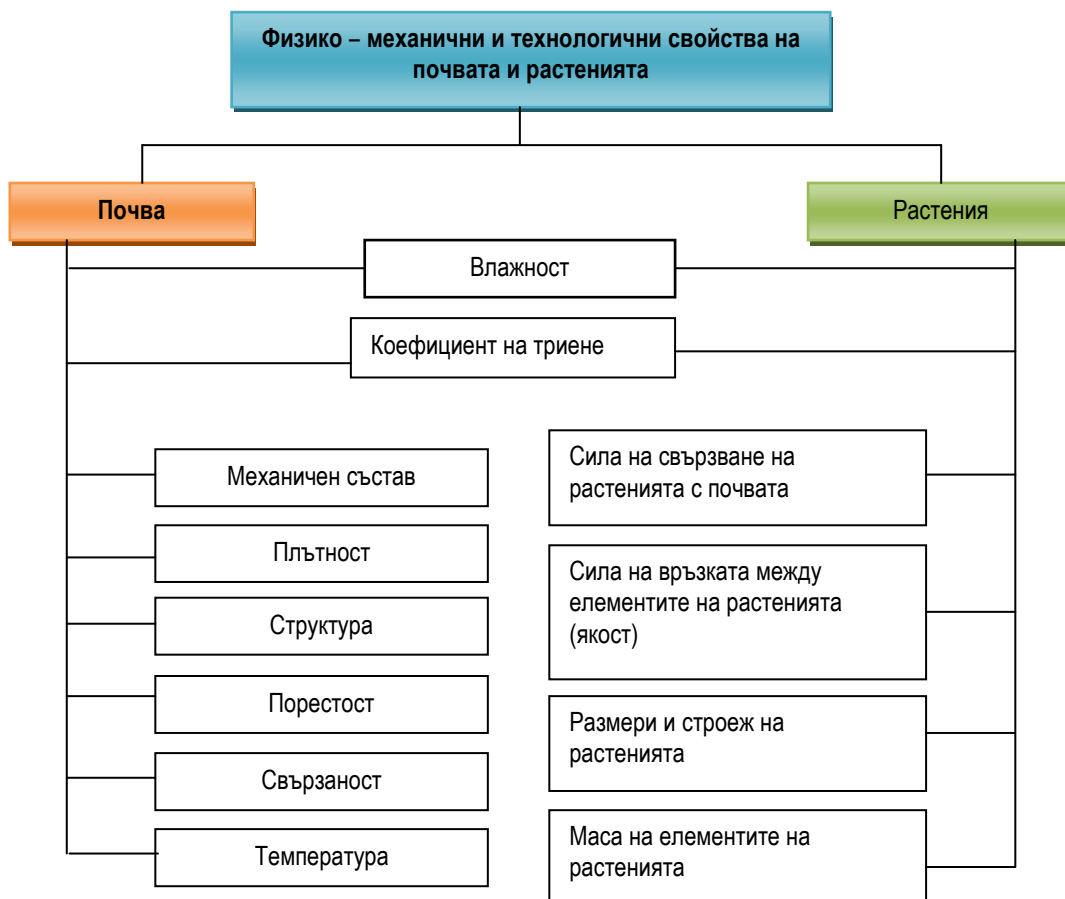 Физико – механични и технологични свойства на
почвата и растенията
Почва
Растения
Влажност
Коефициент на триене
Механичен състав
Плътност
Структура
Порестост
Свързаност
Температура
Сила на свързване на
растенията с почвата
Сила на връзката между
елементите на растенията
(якост)
Размери и строеж на
растенията
Маса на елементите на
растенията